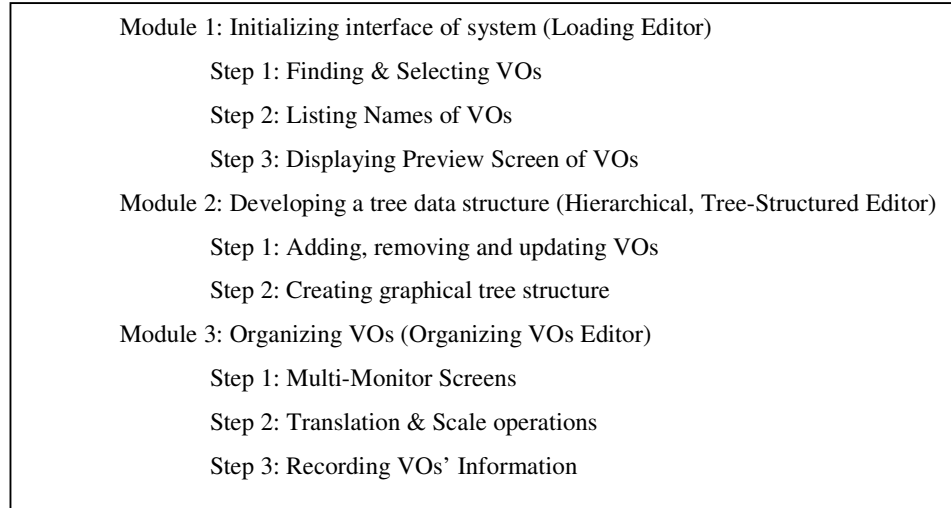 Module 1: Initializing interface of system (Loading Editor)
Step 1: Finding & Selecting VOs
Step 2: Listing Names of VOs
Step 3: Displaying Preview Screen of VOs
Module 2: Developing a tree data structure (Hierarchical, Tree-Structured Editor)
Step 1: Adding, removing and updating VOs
Step 2: Creating graphical tree structure
Module 3: Organizing VOs (Organizing VOs Editor)
Step 1: Multi-Monitor Screens
Step 2: Translation & Scale operations
Step 3: Recording VOs’ Information